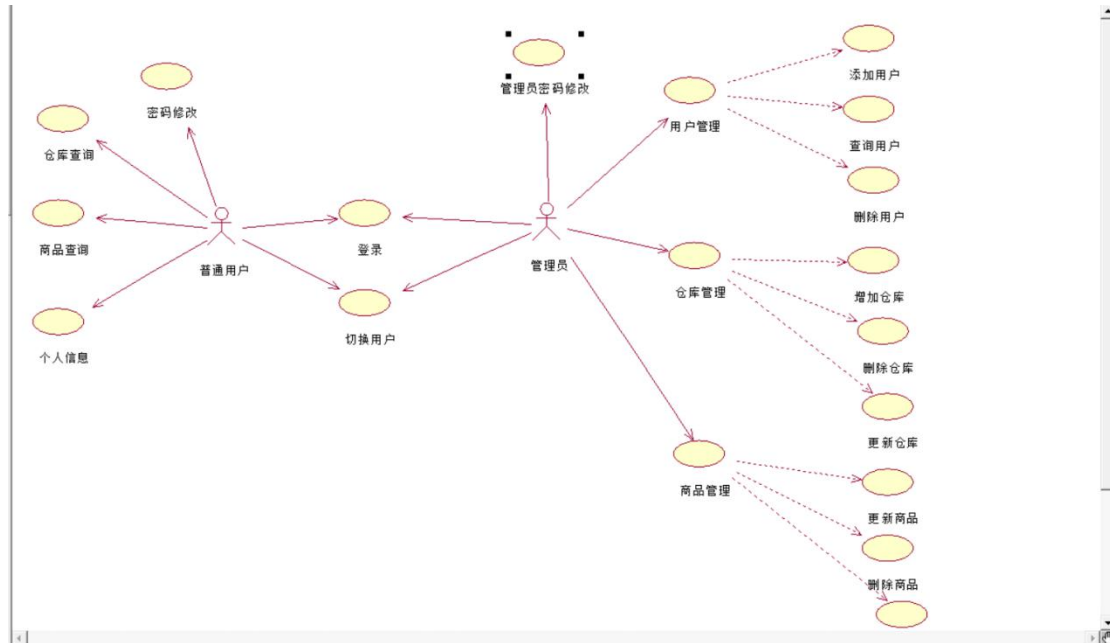 密码修改
管理员密码修改
添加用户
仓库查询
用户管理
查询用户
删除用户
商品查询
登录
普通用户
管理员
仓库管理
增加仓库
切换用户
个人信息
删除仓库
更新仓库
商品管理
更新商品
删除商品